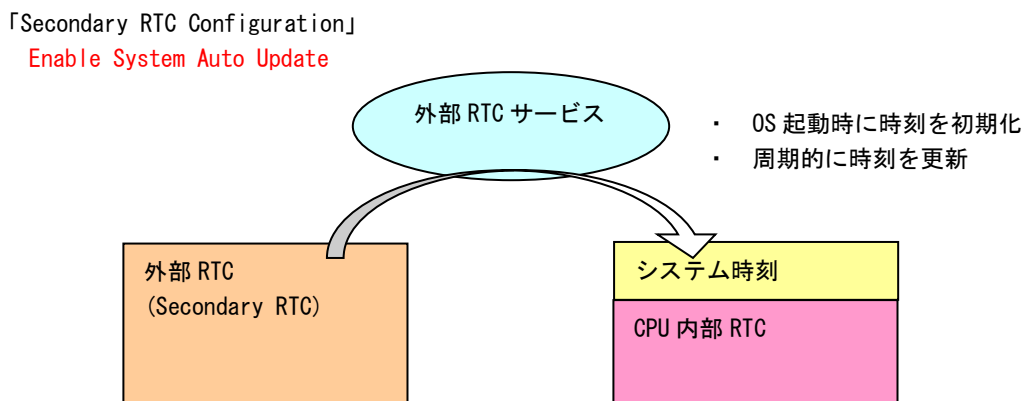 「Secondary RTC Configuration」
Enable System Auto Update
外部 RTC サービス
・ OS 起動時に時刻を初期化
・ 周期的に時刻を更新
外部 RTC
(Secondary RTC)
システム時刻
CPU 内部 RTC